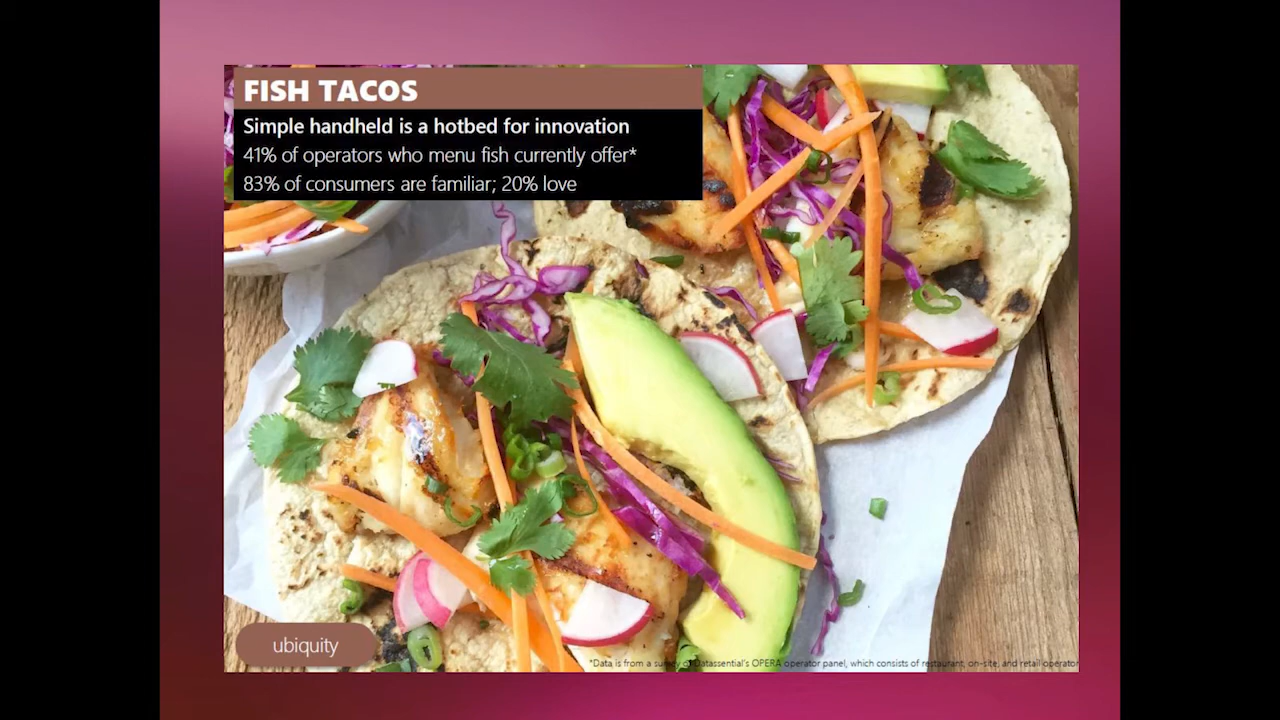 FISH TACOS
Simple handheld is a hotbed for innovation
41% of operators who menu fish currently offer*
83% of consumers are familiar; 20% love
ubiquity
*Data is from a survey of Datassential's OPERA operator panel, which consists of restaurant, on-site, and retail operator